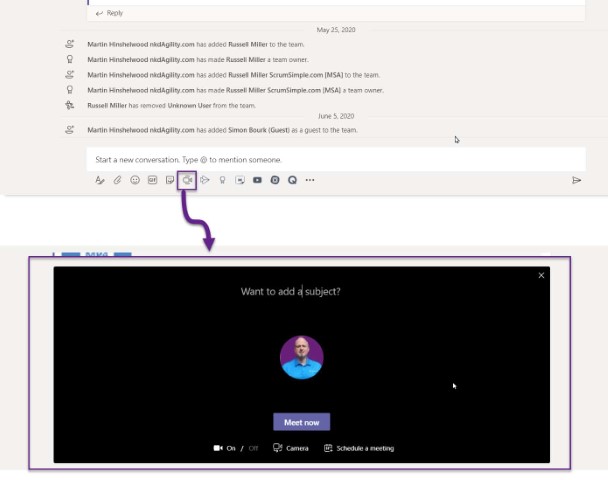 Reply
May 25, 2020
Martin Hinshelwood nkdAgility.com has added Russell Miller to the team.
Martin Hinshelwood nkdAgility.com has made Russell Miller a team owner.
Martin Hinshelwood nkdAgility.com has added Russell Miller ScrumSimple.com [MSA] to the team.
Martin Hinshelwood nkdAgility.com has made Russell Miller ScrumSimple.com [MSA] a team owner.
Russell Miller has removed Unknown User from the team.
June 5, 2020
Martin Hinshelwood nkdAgility.com has added Simon Bourk (Guest) as a guest to the team.
Start a new conversation. Type @ to mention someone.
GIF
Want to add a subject?
Meet now
On / Off Camera Schedule a meeting